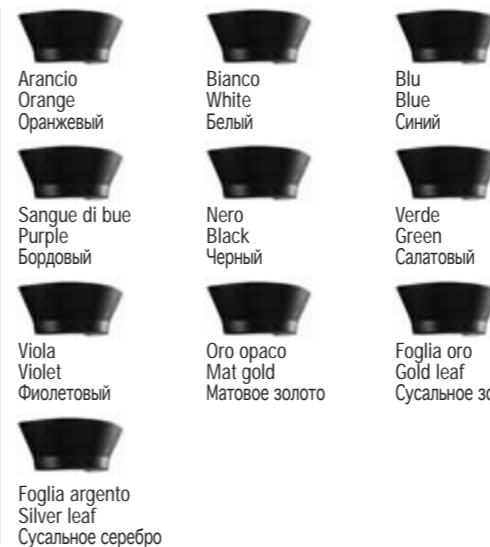 Arancio
Orange
Оранжевый
Bianco
White
Белый
Blu
Blue
Синий
Sangue di bue
Purple
Бордовый
Nero
Black
Черный
Verde
Green
Салатовый
Viola
Violet
Фиолетовый
Oro opaco
Mat gold
Матовое золото
Foglia oro
Gold leaf
Сусальное
Foglia argento
Silver leaf
Сусальное серебро